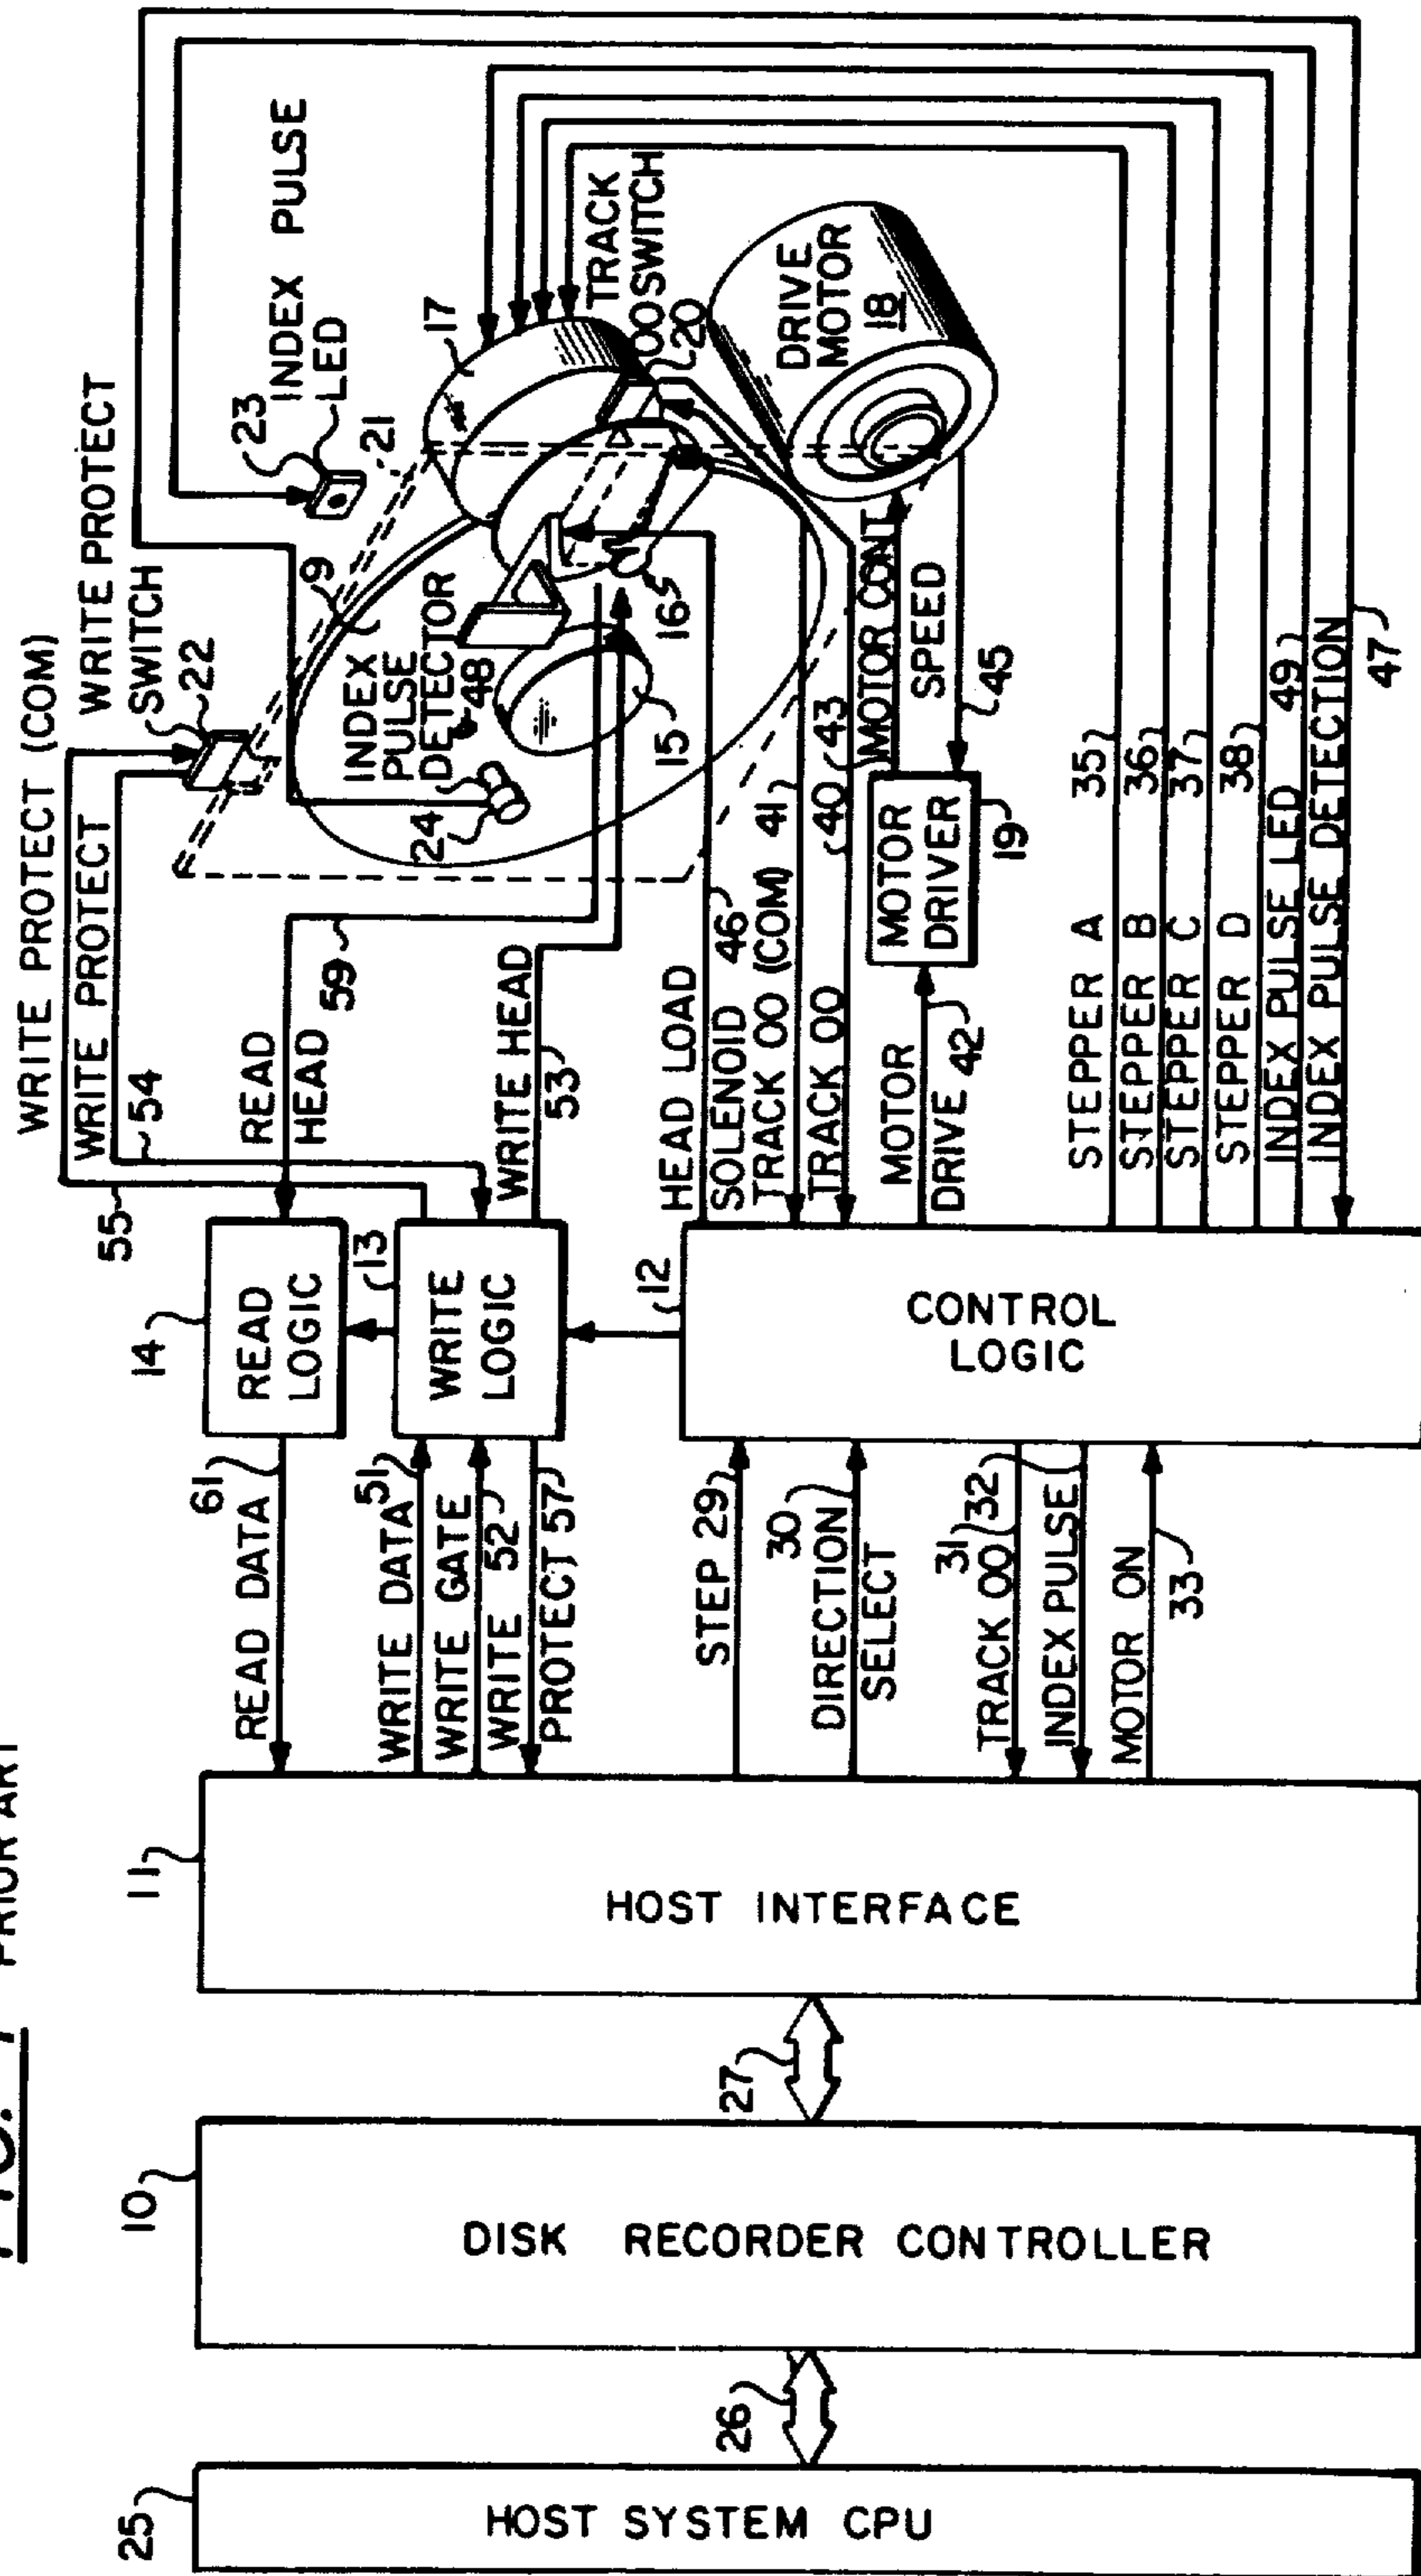 FIG. 1 PRIOR ART
25
HOST SYSTEM CPU
26
10
DISK RECORDER CONTROLLER
27
11
HOST INTERFACE
READ DATA
61
WRITE DATA
51
WRITE GATE
WRITE 52
PROTECT 57
STEP 29
30
DIRECTION
SELECT
31
TRACK 00
32
INDEX PULSE
MOTOR ON
33
14
READ
LOGIC
13
WRITE
LOGIC
12
CONTROL
LOGIC
WRITE PROTECT (COM)
WRITE PROTECT
54
55
READ
HEAD
59
WRITE HEAD
53
HEAD LOAD
SOLENOID 46
TRACK 00 (COM) 41
TRACK 00
40
43
MOTOR
DRIVE 42
MOTOR
DRIVER
19
MOTOR CONT
SPEED
45
STEPPER A 35
STEPPER B 36
STEPPER C 37
STEPPER D 38
INDEX PULSE LED 49
INDEX PULSE DETECTION
47
WRITE PROTECT
SWITCH
22
9
INDEX
PULSE
DETECTOR
24
24
48
15
16
23
INDEX PULSE
LED
21
17
TRACK
00 SWITCH
20
DRIVE
MOTOR
18